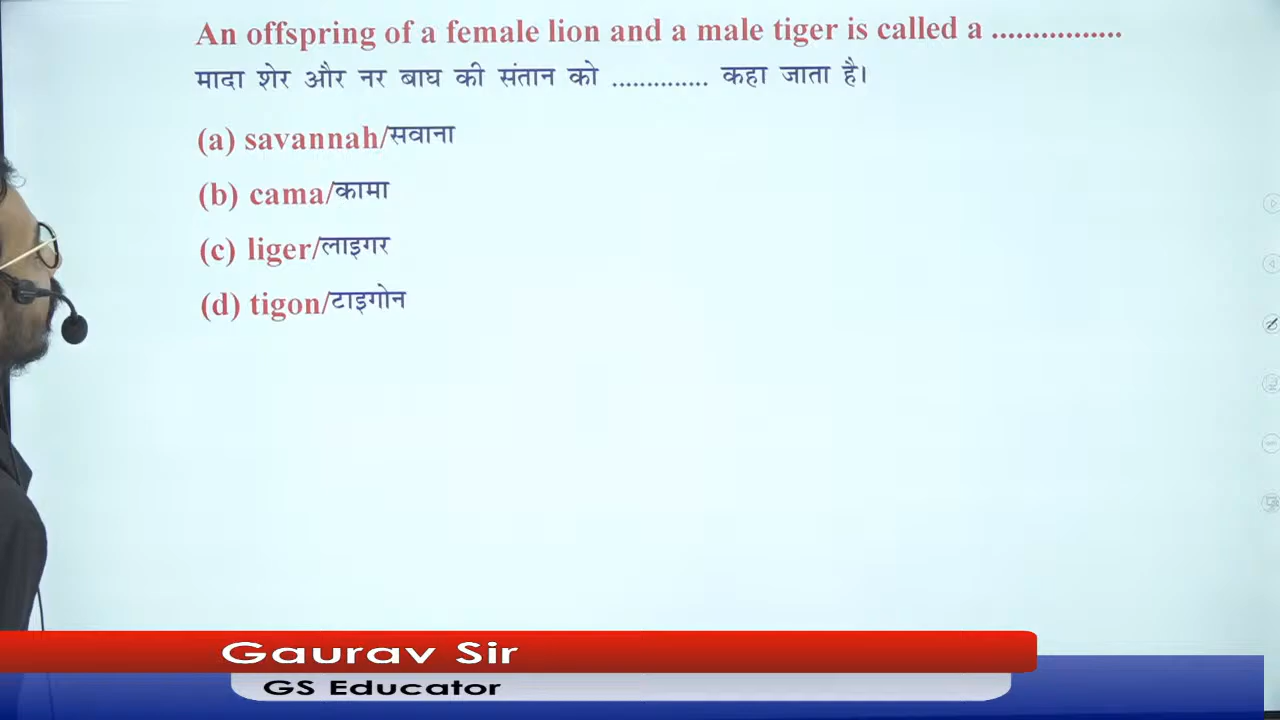 An offspring of a female lion and a male tiger is called a ................
मादा शेर और नर बाघ की संतान को .............. कहा जाता है।
(a) savannah/सवाना
(b) cama/कामा
(c) liger/लाइगर
(d) tigon/टाइगोन
Gaurav Sir
GS Educator